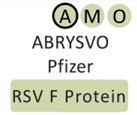 A M O
ABRYSVO
Pfizer
RSV F Protein